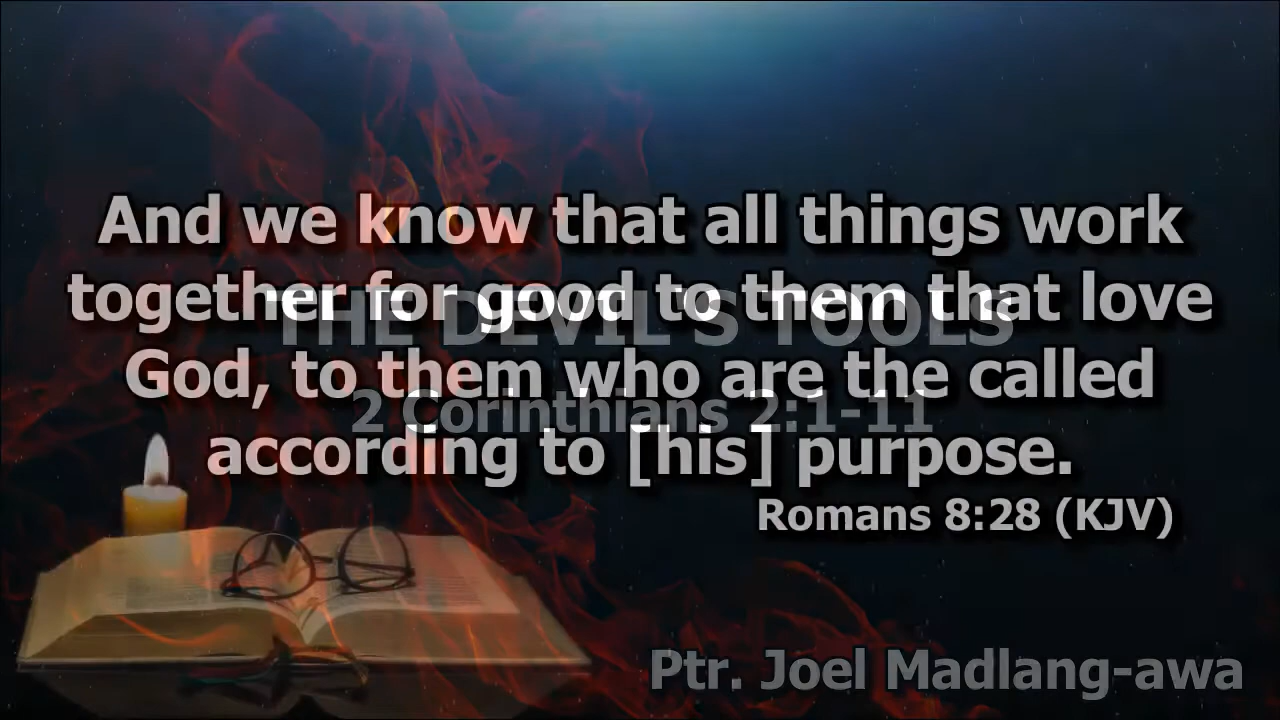 And we know that all things work
together for good to them that love
THE DEVIL'S TOOLS
God, to them who are the called
2 Corinthians 2:1-11
according to [his] purpose.
Romans 8:28 (KJV)
Ptr. Joel Madlang-awa